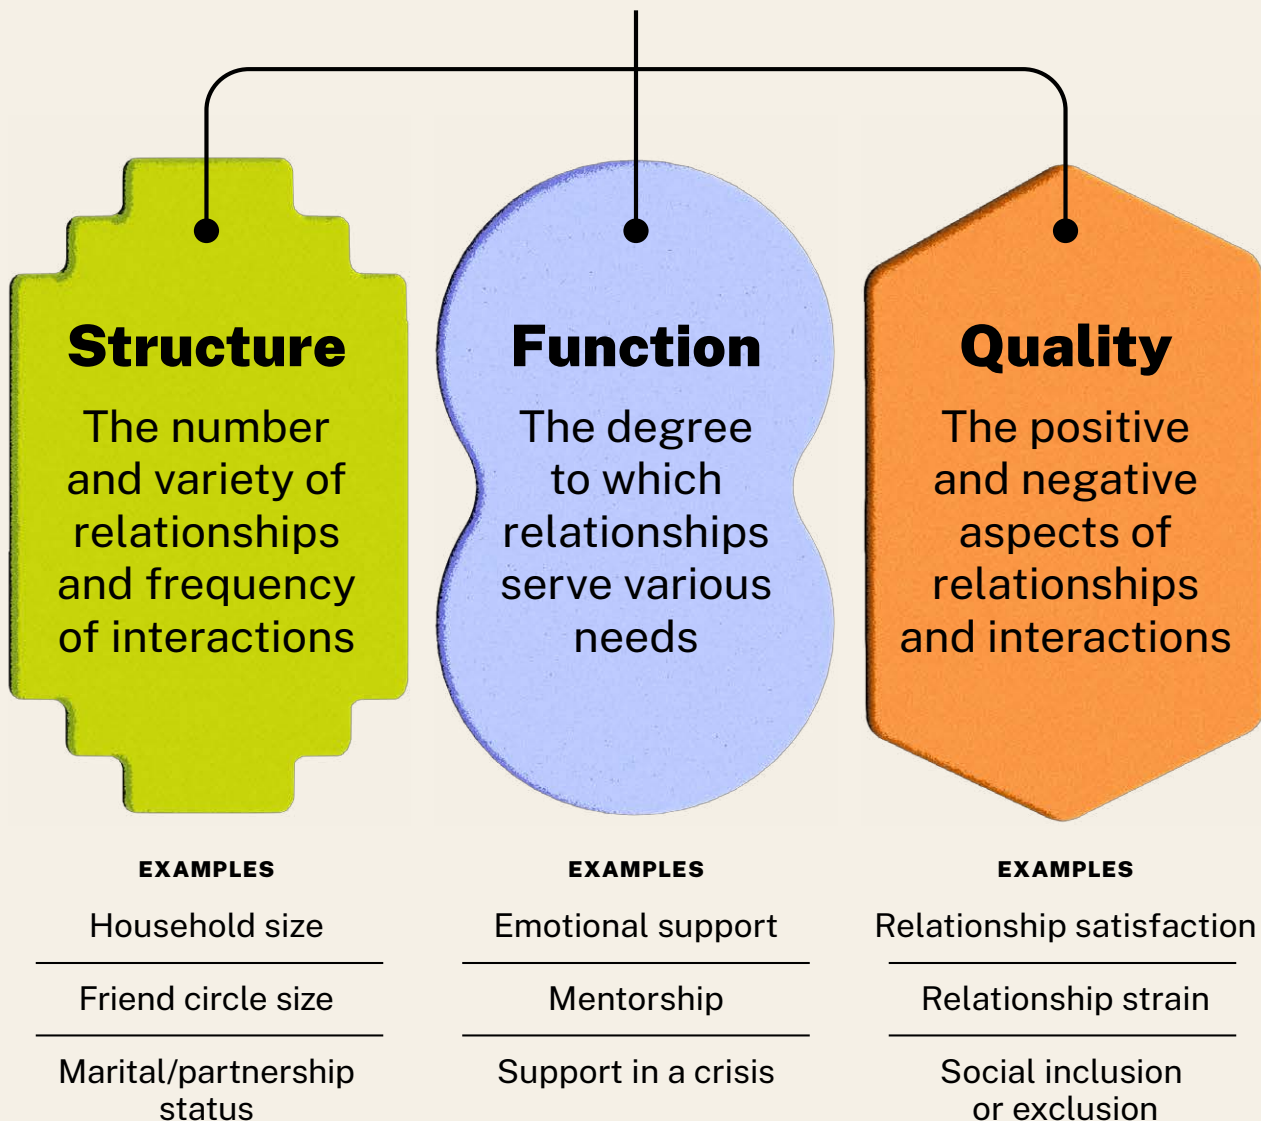 Structure
The number
and variety of
relationships
and frequency
of interactions
EXAMPLES
Household size
Friend circle size
Marital/partnership
status
Function
The degree
to which
relationships
serve various
needs
EXAMPLES
Emotional support
Mentorship
Support in a crisis
Quality
The positive
and negative
aspects of
relationships
and interactions
EXAMPLES
Relationship satisfaction
Relationship strain
Social inclusion
or exclusion